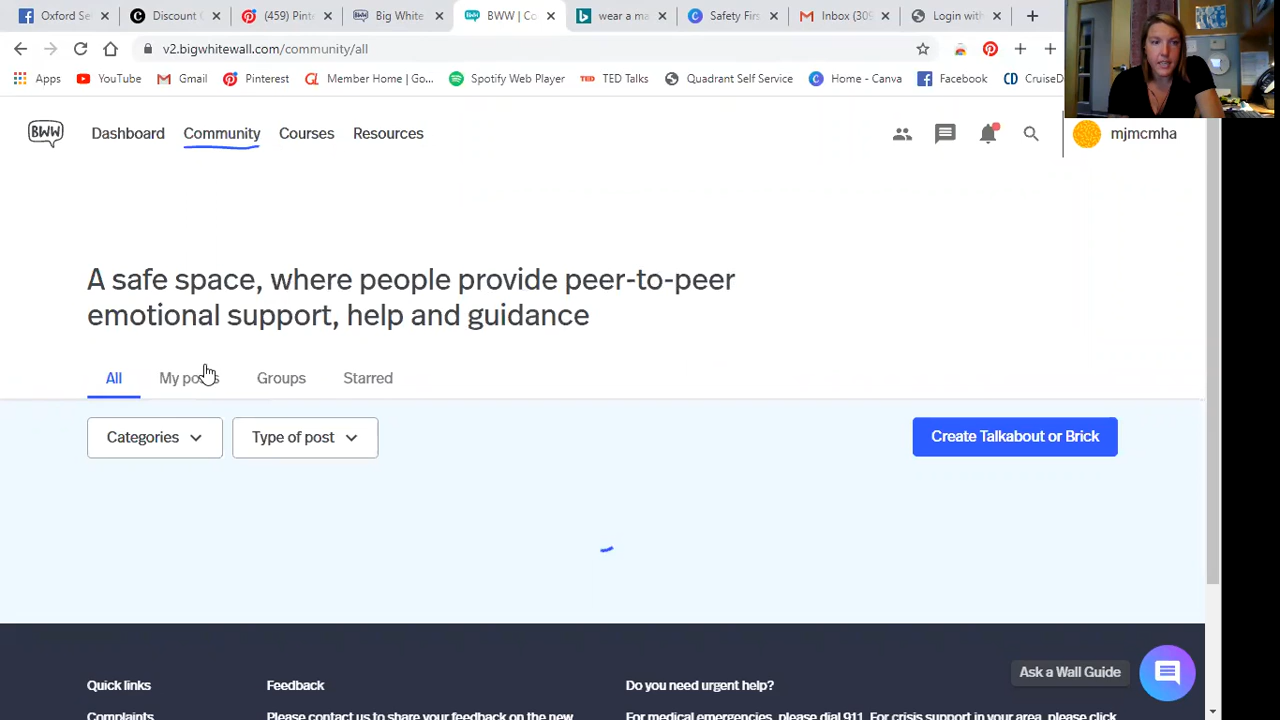 Oxford Se
Discount (
(459) Pint
Big White
BWW | Co
wear a ma
Safety Firs
Inbox (309
Login with
v2.bigwhitewall.com/community/all
Apps
YouTube
Gmail
Pinterest
Member Home | Go...
Spotify Web Player
TED
TED Talks
Quadrent Self Service
Home - Canva
Facebook
CD
CruiseD
BWW
Dashboard
Community
Courses
Resources
mjmcmha
A safe space, where people provide peer-to-peer
emotional support, help and guidance
All
My posts
Groups
Starred
Categories
Type of post
Create Talkabout or Brick
Ask a Wall Guide
Quick links
Feedback
Do you need urgent help?
Complaints
Please contact us to share your feedback on the new
For medical emergencies, please dial 911. For crisis support in your area, please click